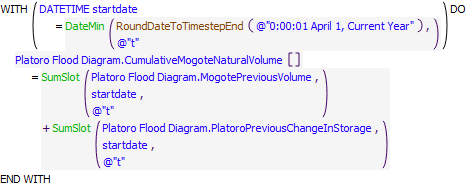 WITH ( DATETIME startdate ) DO
= DateMin ( RoundDateToTimestepEnd ( @"0:00:01 April 1, Current Year" ) ,
@"t" )
Platoro Flood Diagram.CumulativeMogoteNaturalVolume []
= SumSlot ( Platoro Flood Diagram.MogotePreviousVolume ,
startdate ,
@"t" )
+ SumSlot ( Platoro Flood Diagram.PlatoroPreviousChangeInStorage ,
startdate ,
@"t" )
END WITH